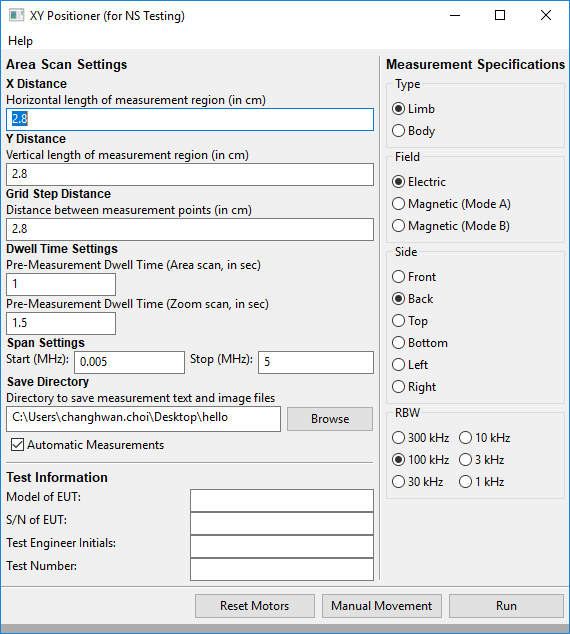 XY Positioner (for NS Testing)
Help
Area Scan Settings
X Distance
Horizontal length of measurement region (in cm)
2.8
Y Distance
Vertical length of measurement region (in cm)
2.8
Grid Step Distance
Distance between measurement points (in cm)
2.8
Dwell Time Settings
Pre-Measurement Dwell Time (Area scan, in sec)
1
Pre-Measurement Dwell Time (Zoom scan, in sec)
1.5
Span Settings
Start (MHz): 0.005 Stop (MHz): 5
Save Directory
Directory to save measurement text and image files
C:\Users\changhwan.choi\Desktop\hello Browse
Automatic Measurements
Test Information
Model of EUT:
S/N of EUT:
Test Engineer Initials:
Test Number:
Measurement Specifications
Type
Limb
Body
Field
Electric
Magnetic (Mode A)
Magnetic (Mode B)
Side
Front
Back
Top
Bottom
Left
Right
RBW
300 kHz 10 kHz
100 kHz 3 kHz
30 kHz 1 kHz
Reset Motors Manual Movement Run